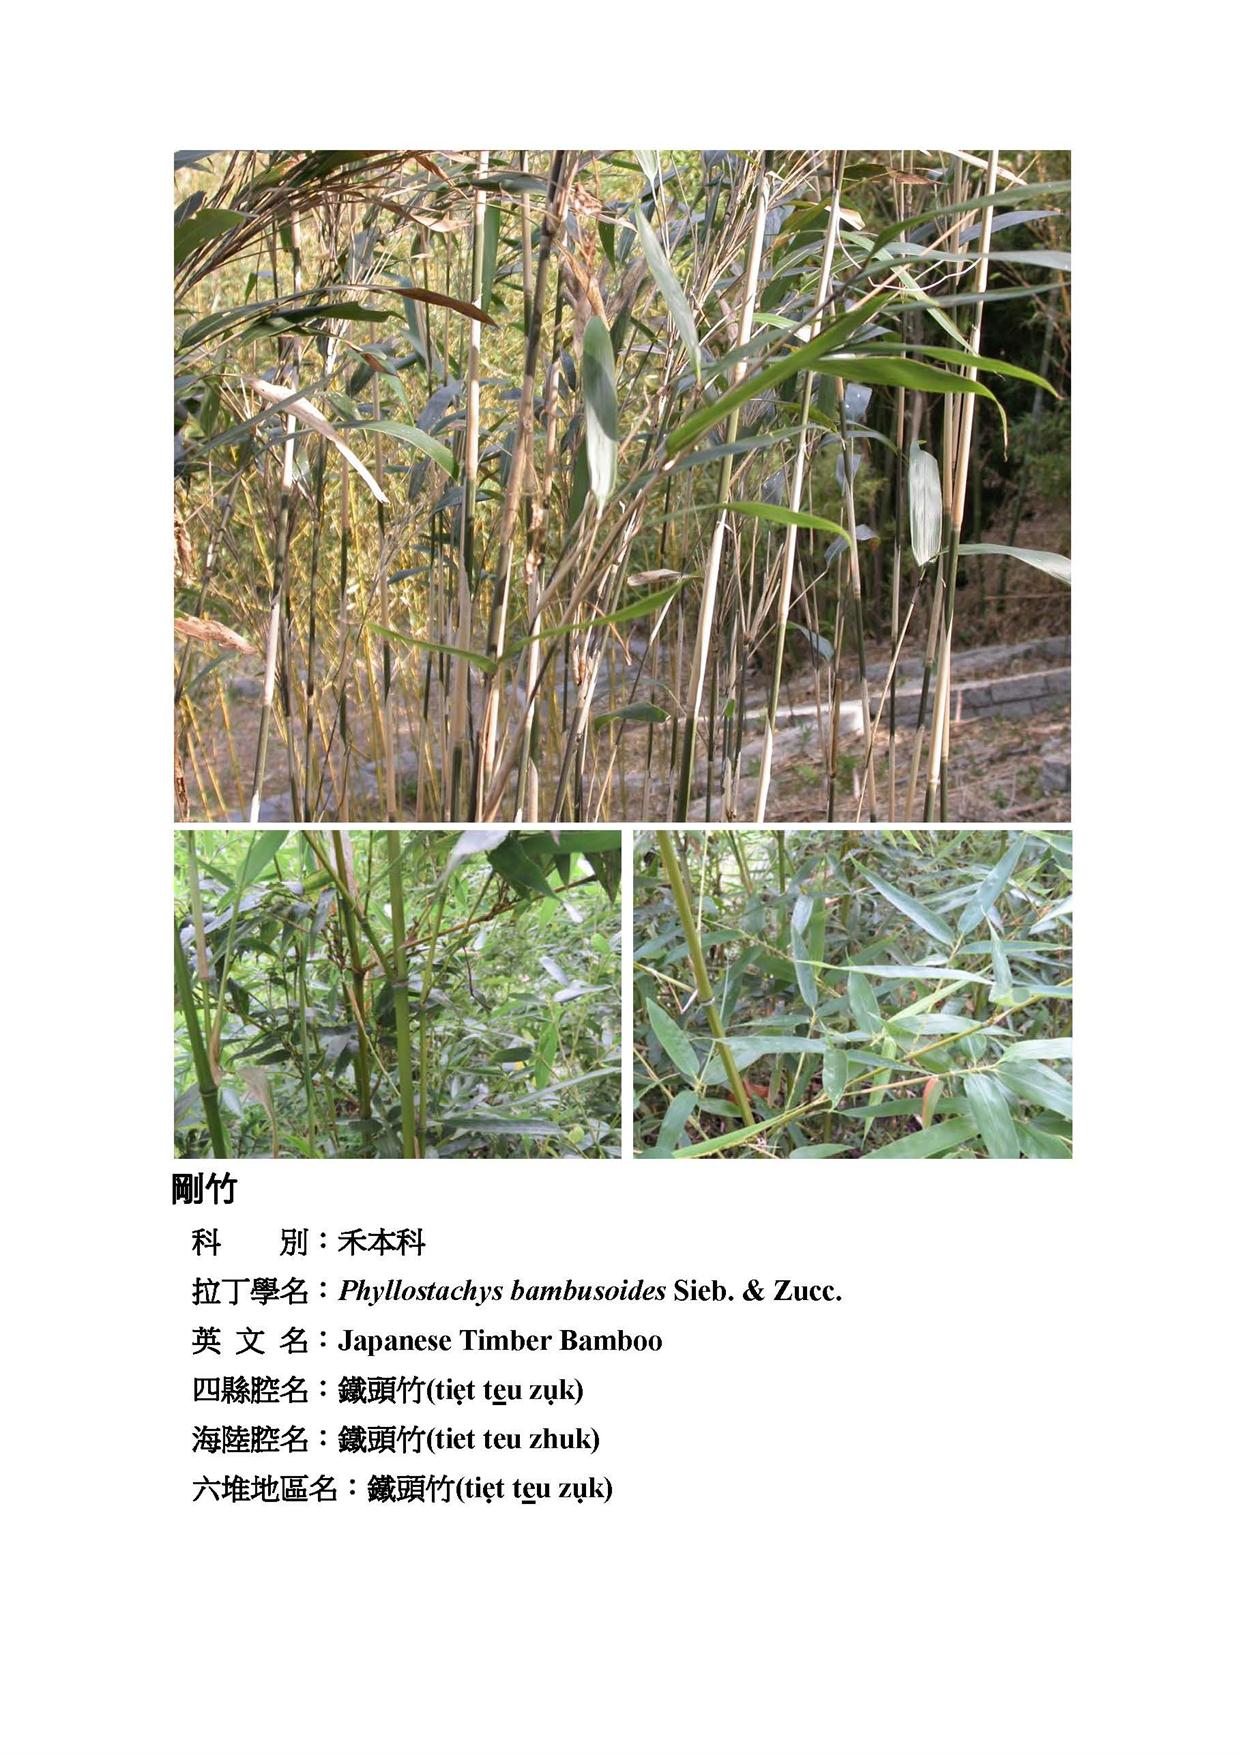 剛竹
科　　別：禾本科
拉丁學名：Phyllostachys bambusoides Sieb. & Zucc.
英 文 名：Japanese Timber Bamboo
四縣腔名：鐵頭竹(tiẹt te̲u zụk)
海陸腔名：鐵頭竹(tiet teu zhuk)
六堆地區名：鐵頭竹(tiẹt te̲u zụk)